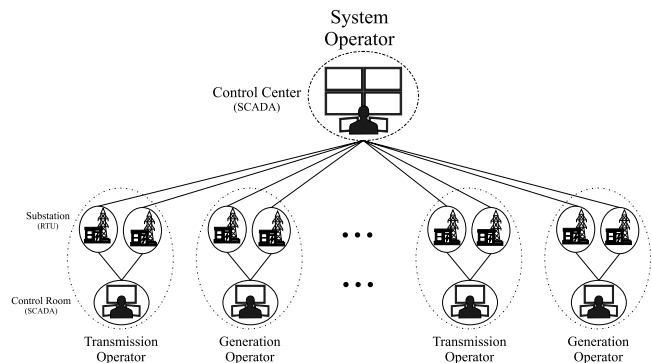 System
Operator
Control Center
(SCADA)
Substation
(RTU)
Control Room
(SCADA)
Transmission
Operator
Generation
Operator
Transmission
Operator
Generation
Operator